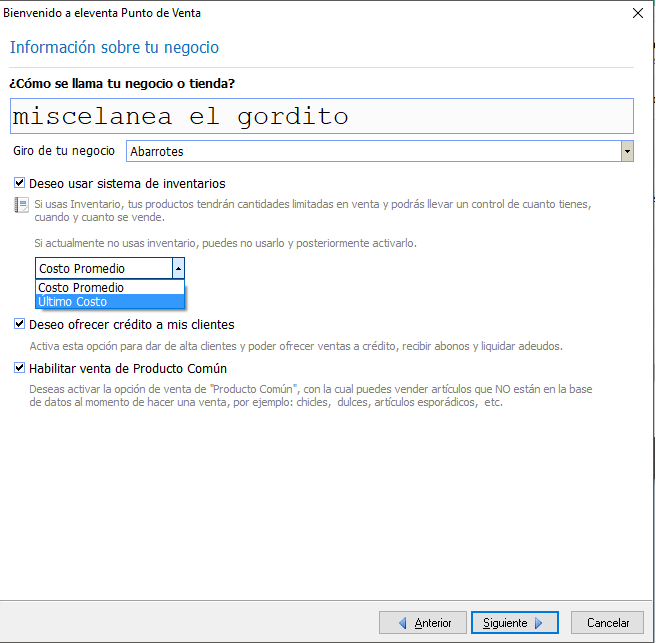 Bienvenido a eleventa Punto de Venta
Información sobre tu negocio
¿Cómo se llama tu negocio o tienda?
miscelanea el gordito
Giro de tu negocio Abarrotes
Deseo usar sistema de inventarios
Si usas Inventario, tus productos tendrán cantidades limitadas en venta y podrás llevar un control de cuanto tienes,
cuando y cuanto se vende.
Si actualmente no usas inventario, puedes no usarlo y posteriormente activarlo.
Costo Promedio
Costo Promedio
Último Costo
Deseo ofrecer crédito a mis clientes
Activa esta opción para dar de alta clientes y poder ofrecer ventas a crédito, recibir abonos y liquidar adeudos.
Habilitar venta de Producto Común
Deseas activar la opción de venta de "Producto Común", con la cual puedes vender artículos que NO están en la base
de datos al momento de hacer una venta, por ejemplo: chicles, dulces, artículos esporádicos, etc.
Anterior Siguiente Cancelar